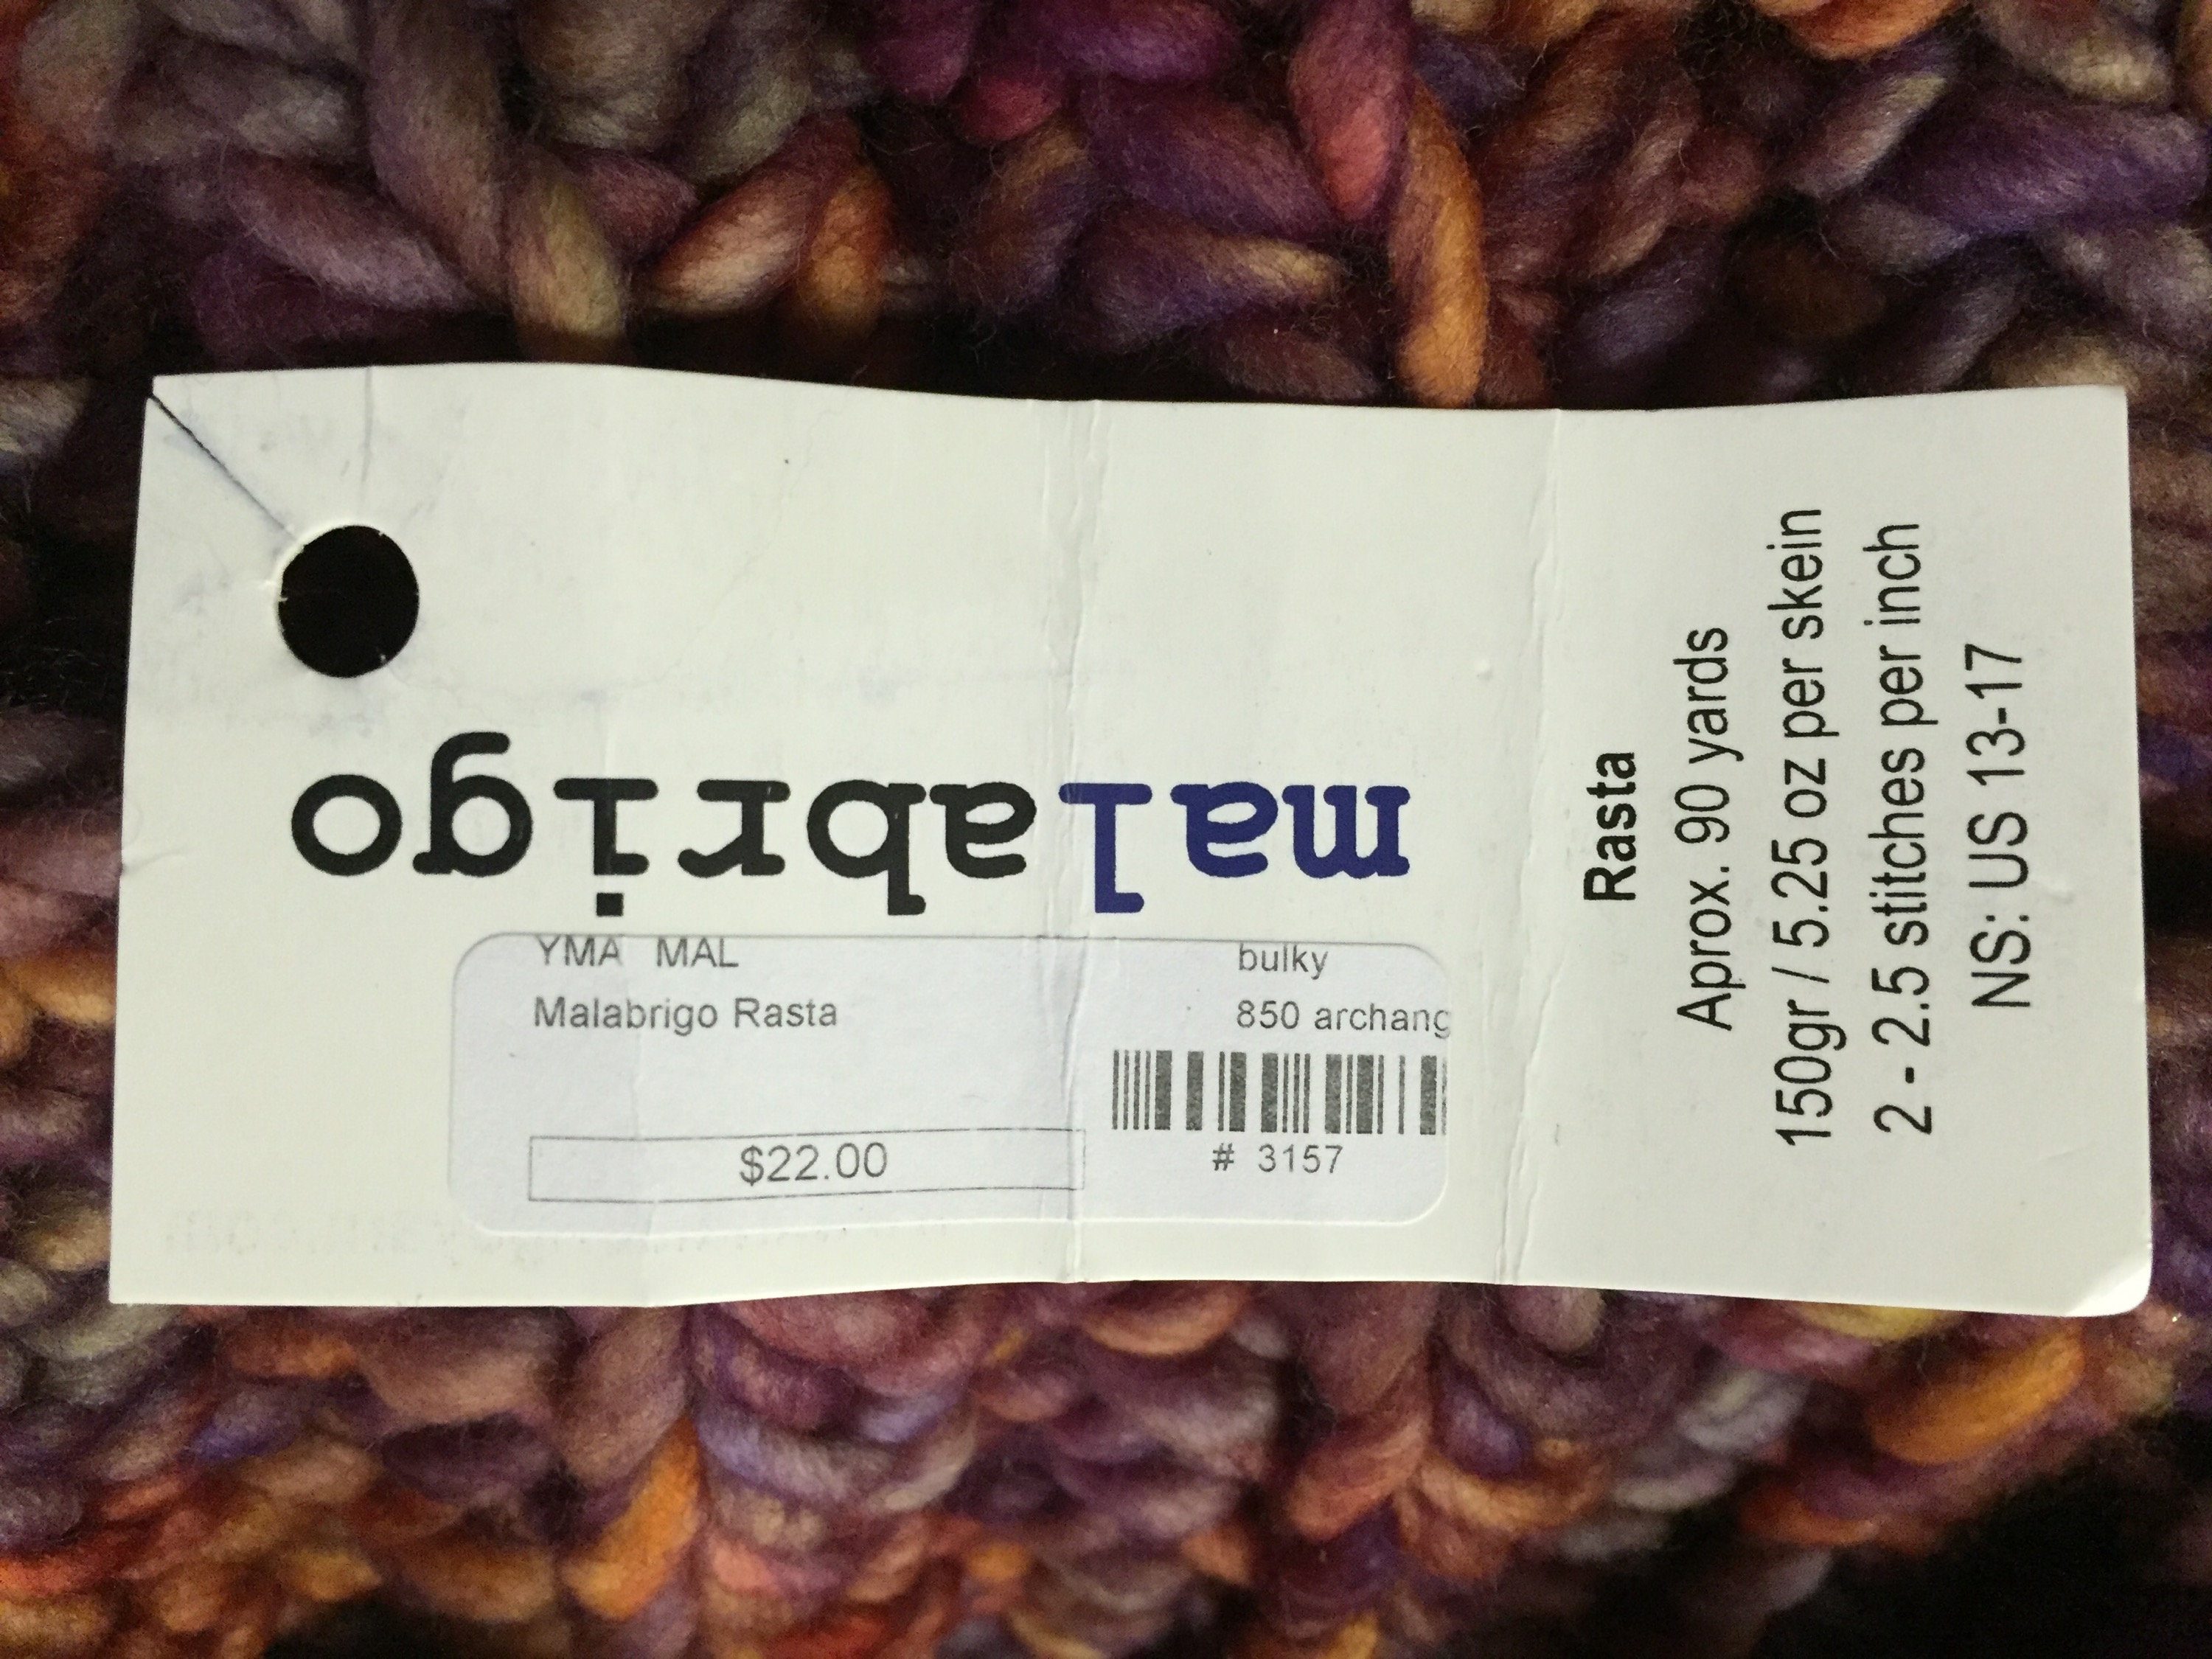 malabrigo
YMA MAL bulky
Malabrigo Rasta 850 archang
$22.00
# 3157
Rasta
Aprox. 90 yards
150gr / 5.25 oz per skein
2 - 2.5 stitches per inch
NS: US 13-17